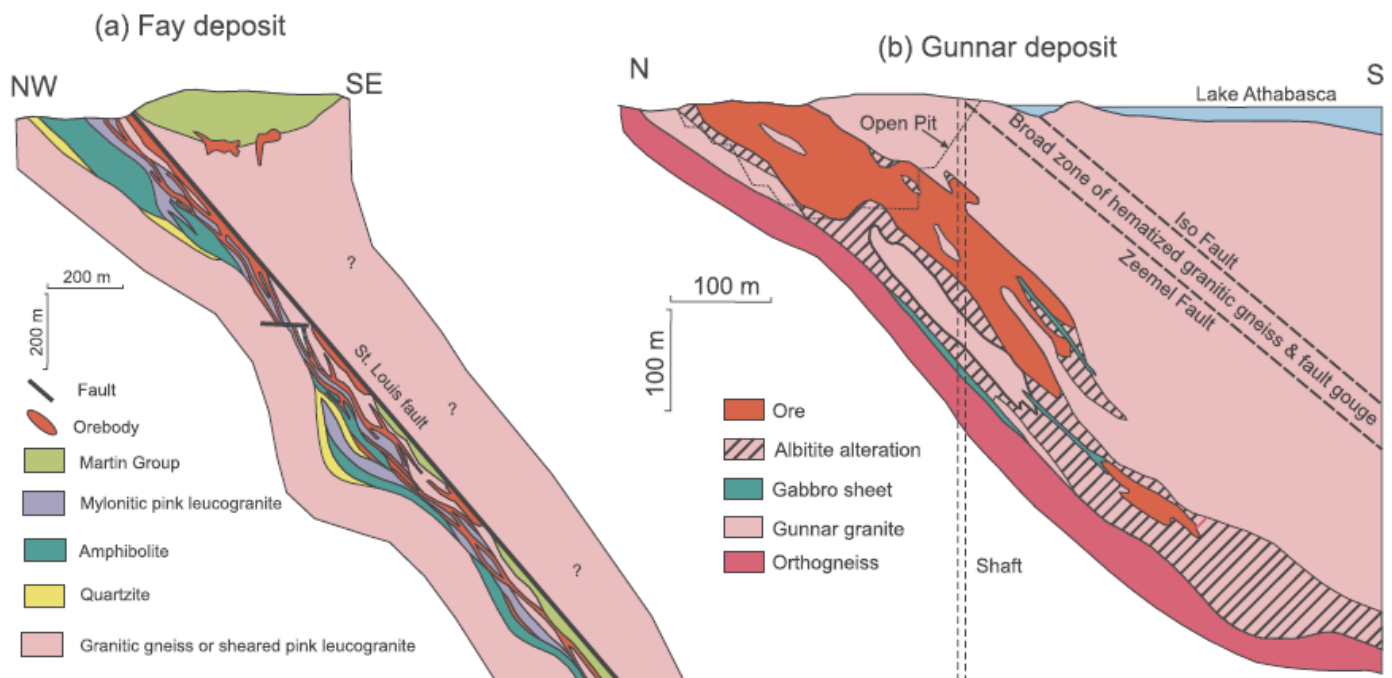 (a) Fay deposit
NW
SE
?
?
?
200 m
200 m
St. Louis fault
Fault
Orebody
Martin Group
Mylonitic pink leucogranite
Amphibolite
Quartzite
Granitic gneiss or sheared pink leucogranite
(b) Gunnar deposit
N
S
Lake Athabasca
Open Pit
Iso Fault
Broad zone of hematized granitic gneiss & fault gouge
Zeemel Fault
100 m
100 m
Ore
Albitite alteration
Gabbro sheet
Gunnar granite
Orthogneiss
Shaft